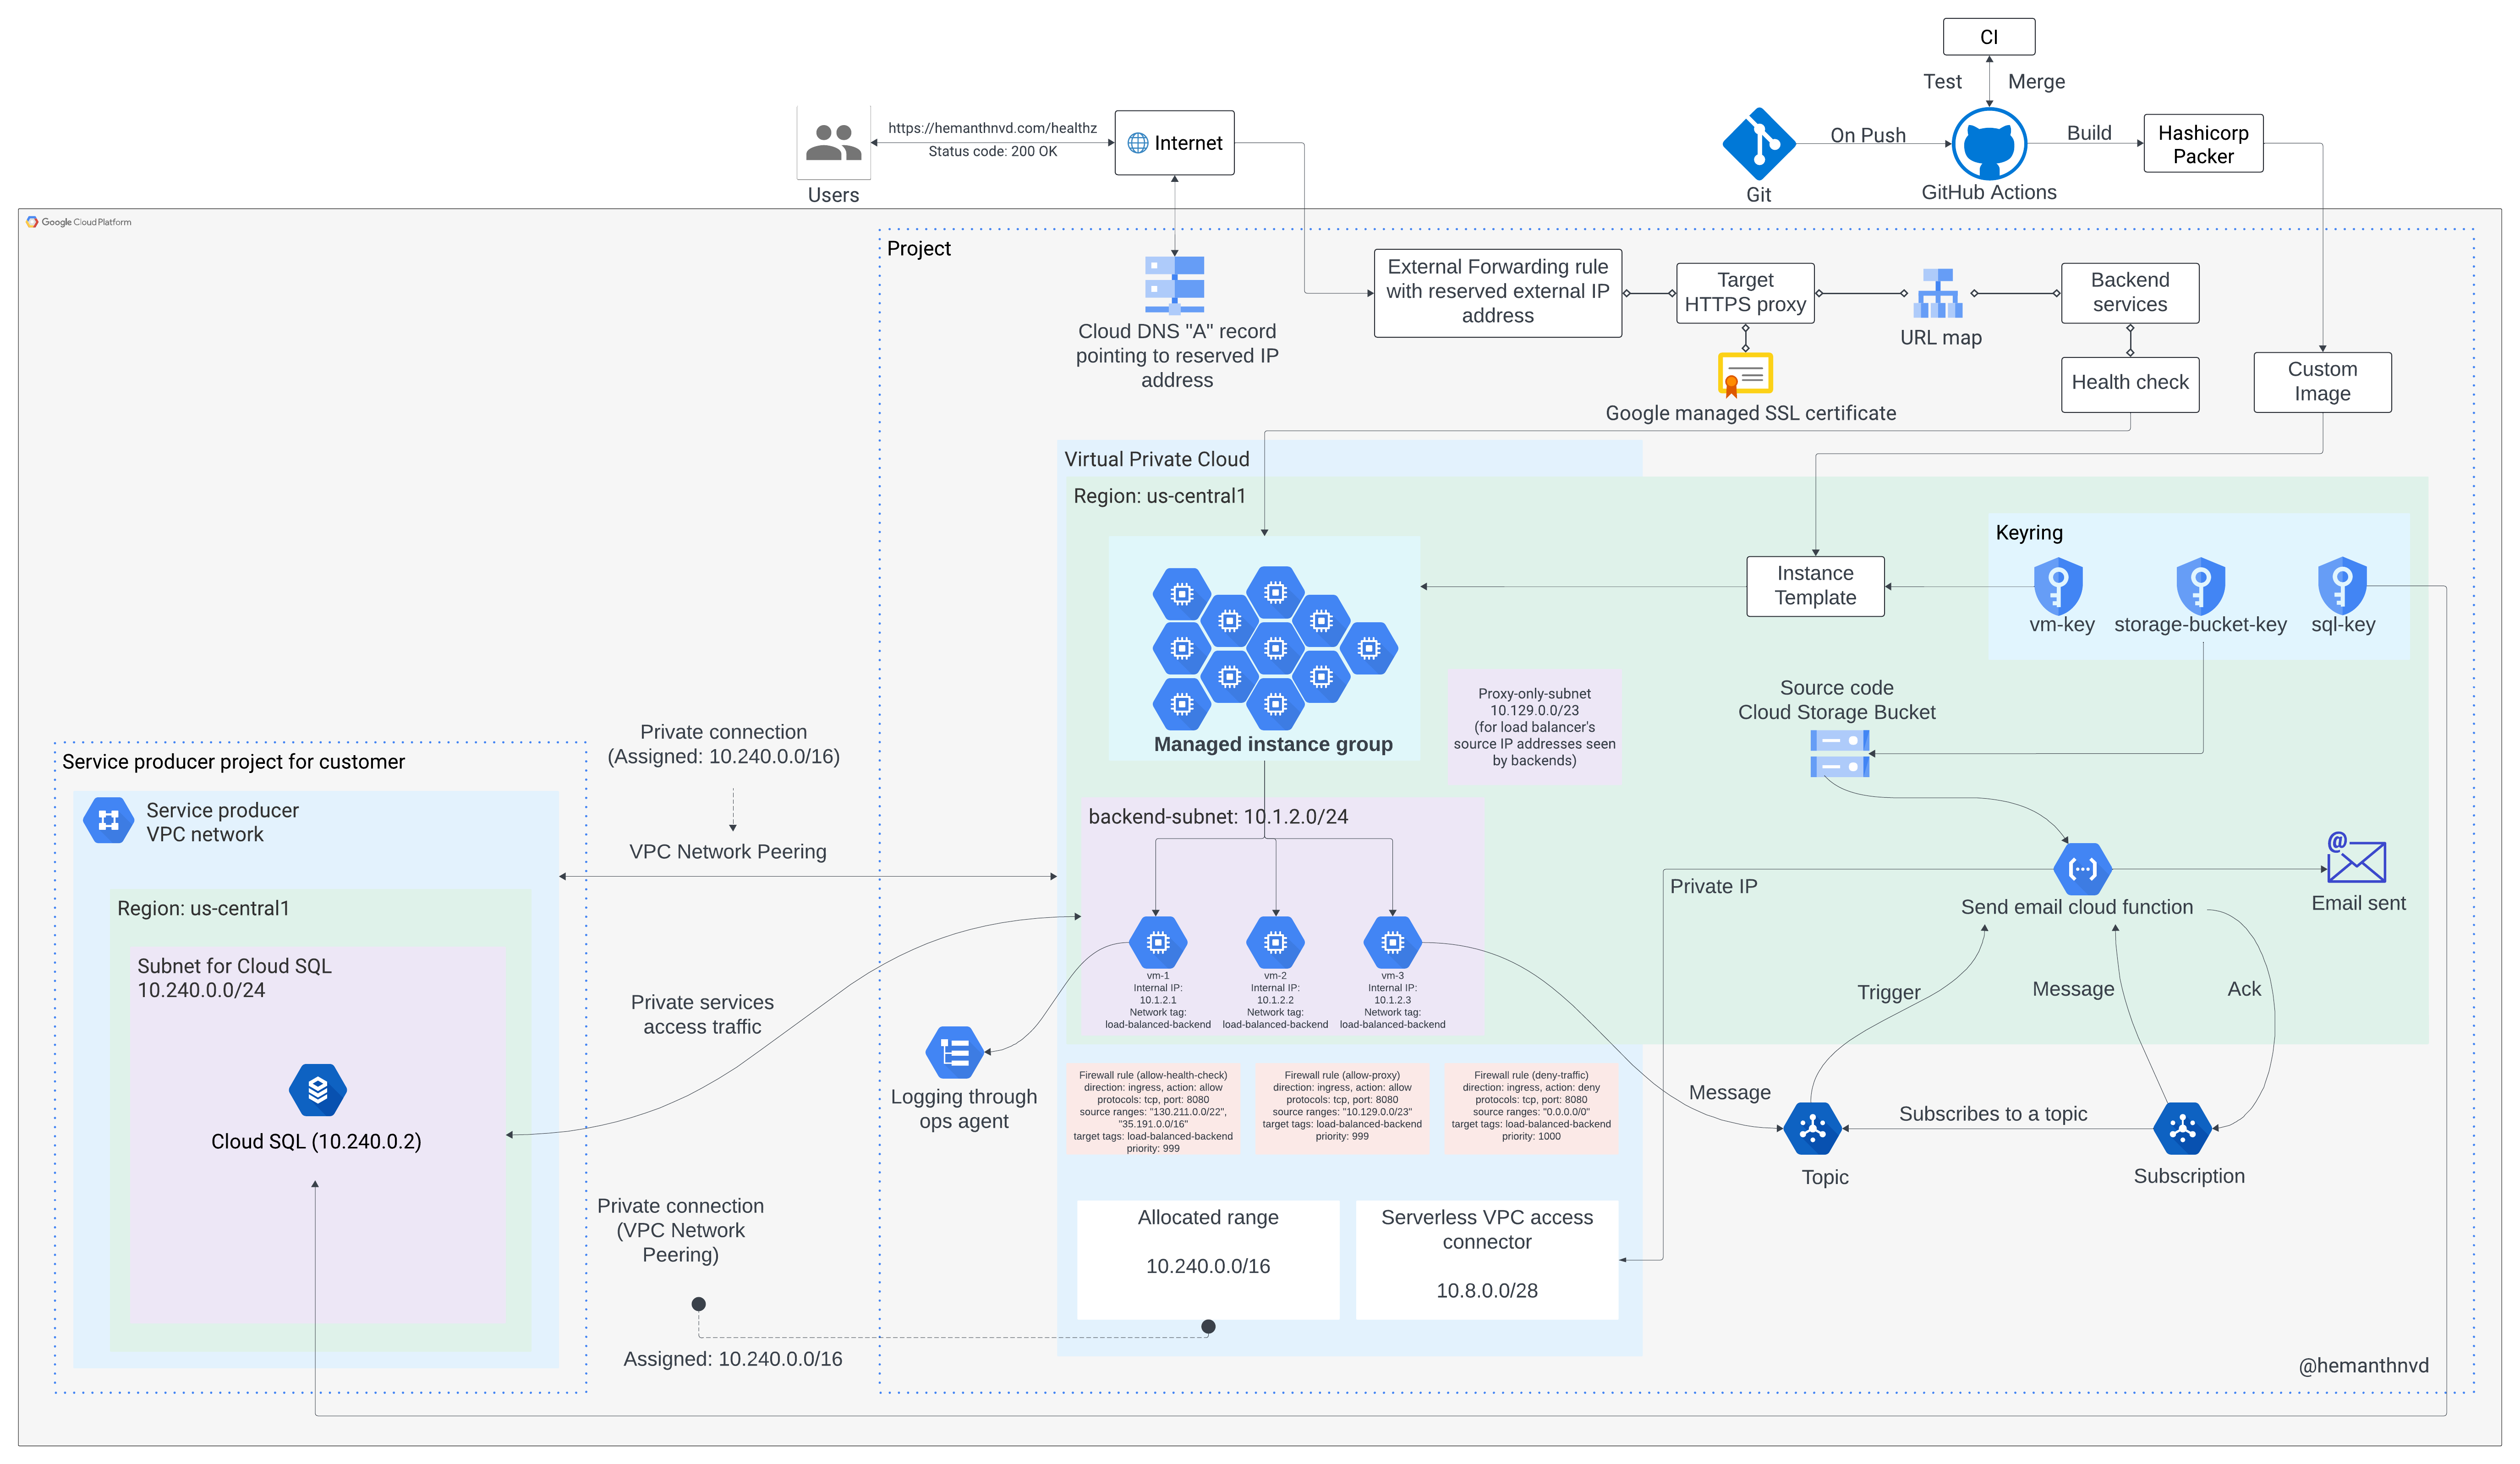 CI
Test
Merge
https://hemanthnvd.com/healthz
Status code: 200 OK
Internet
Users
On Push
Build
Hashicorp
Packer
Git
GitHub Actions
Google Cloud Platform
Project
Cloud DNS "A" record
pointing to reserved IP
address
External Forwarding rule
with reserved external IP
address
Target
HTTPS proxy
URL map
Backend
services
Google managed SSL certificate
Health check
Custom
Image
Virtual Private Cloud
Region: us-central1
Managed instance group
Instance
Template
Keyring
vm-key
storage-bucket-key
sql-key
Proxy-only-subnet
10.129.0.0/23
(for load balancer's
source IP addresses seen
by backends)
Source code
Cloud Storage Bucket
Private connection
(Assigned: 10.240.0.0/16)
VPC Network Peering
Service producer project for customer
Service producer
VPC network
Region: us-central1
Subnet for Cloud SQL
10.240.0.0/24
Cloud SQL (10.240.0.2)
Private services
access traffic
backend-subnet: 10.1.2.0/24
vm-1
Internal IP:
10.1.2.1
Network tag:
load-balanced-backend
vm-2
Internal IP:
10.1.2.2
Network tag:
load-balanced-backend
vm-3
Internal IP:
10.1.2.3
Network tag:
load-balanced-backend
Logging through
ops agent
Private IP
Send email cloud function
Email sent
Trigger
Message
Ack
Message
Subscribes to a topic
Topic
Subscription
Firewall rule (allow-health-check)
direction: ingress, action: allow
protocols: tcp, port: 8080
source ranges: "130.211.0.0/22",
"35.191.0.0/16"
target tags: load-balanced-backend
priority: 999
Firewall rule (allow-proxy)
direction: ingress, action: allow
protocols: tcp, port: 8080
source ranges: "10.129.0.0/23"
target tags: load-balanced-backend
priority: 999
Firewall rule (deny-traffic)
direction: ingress, action: deny
protocols: tcp, port: 8080
source ranges: "0.0.0.0/0"
target tags: load-balanced-backend
priority: 1000
Private connection
(VPC Network
Peering)
Assigned: 10.240.0.0/16
Allocated range
10.240.0.0/16
Serverless VPC access
connector
10.8.0.0/28
@hemanthnvd